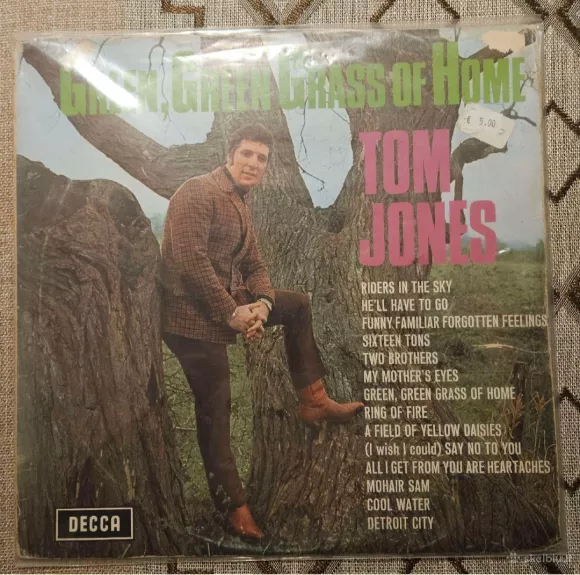 GREEN, GREEN GRASS OF HOME
€ 5.00
TOM
JONES
RIDERS IN THE SKY
HE'LL HAVE TO GO
FUNNY FAMILIAR FORGOTTEN FEELINGS
SIXTEEN TONS
TWO BROTHERS
MY MOTHER'S EYES
GREEN, GREEN GRASS OF HOME
RING OF FIRE
A FIELD OF YELLOW DAISIES
(I wish I could) SAY NO TO YOU
ALL I GET FROM YOU ARE HEARTACHES
MOHAIR SAM
COOL WATER
DETROIT CITY
DECCA
skelbiu.lt